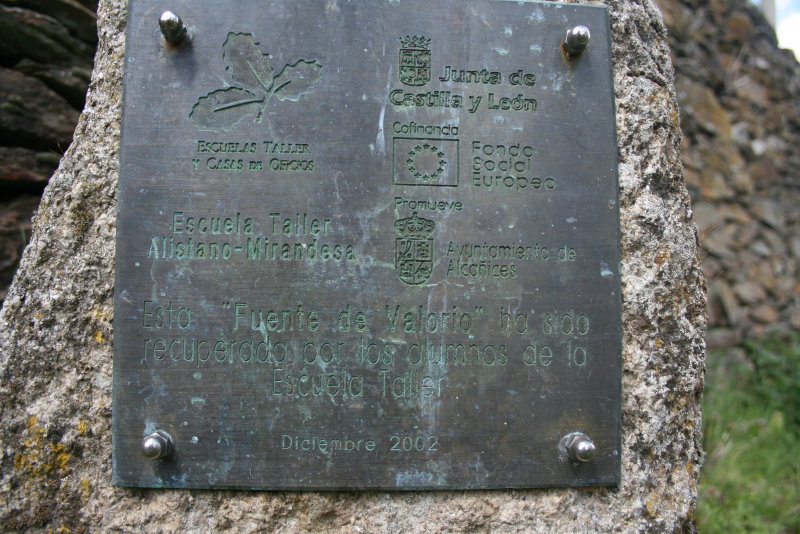 Escuelas Taller
y Casas de Oficios
Escuela Taller
Alistano-Mirandesa
Junta de
Castilla y León
Cofinancia
Fondo
Social
Europeo
Promueve
Ayuntamiento de
Alcañices
Esta "Fuente de Valorio" ha sido
recuperada por los alumnos de la
Escuela Taller
Diciembre 2002